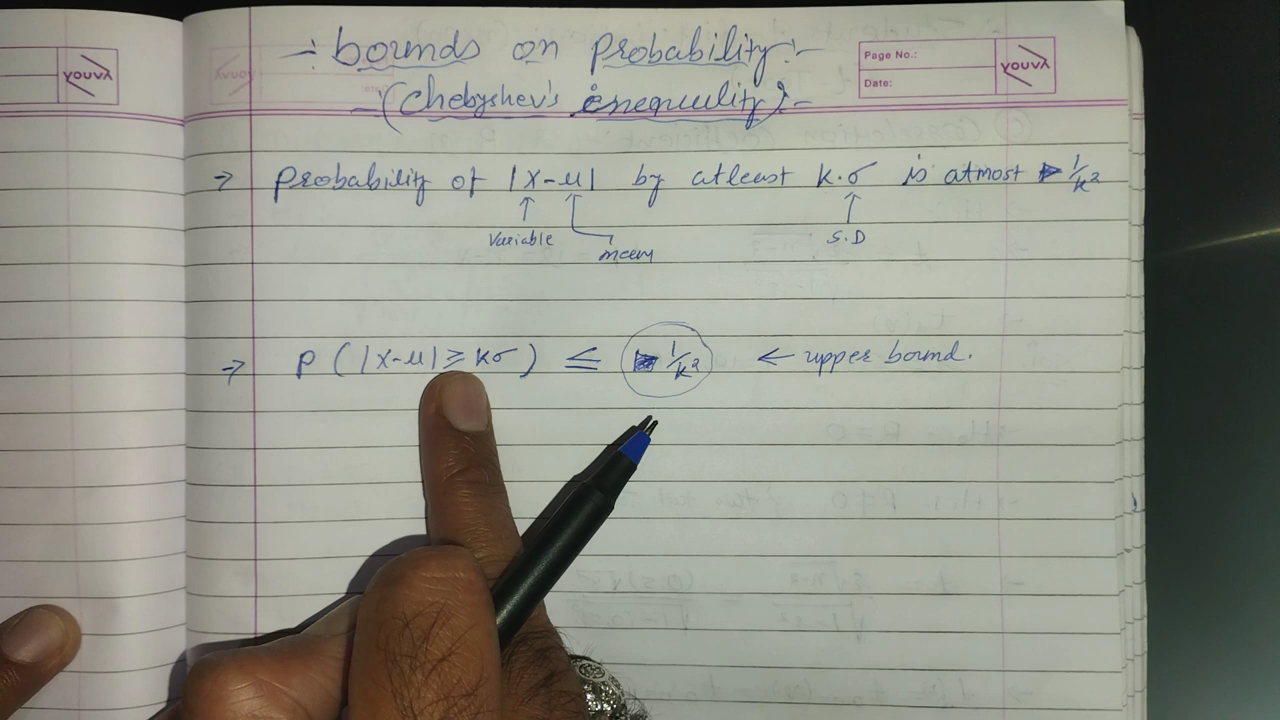 youva
-: bounds on probability :-
Page No.:
youva
Date:
-(Chebyshev's inequality):-
→ probability of |X-μ| by atleast k.σ is atmost 1/k²
Variable
mean
S.D
→ P (|X-μ| ≥ kσ) ≤ 1/k² ← upper bound.